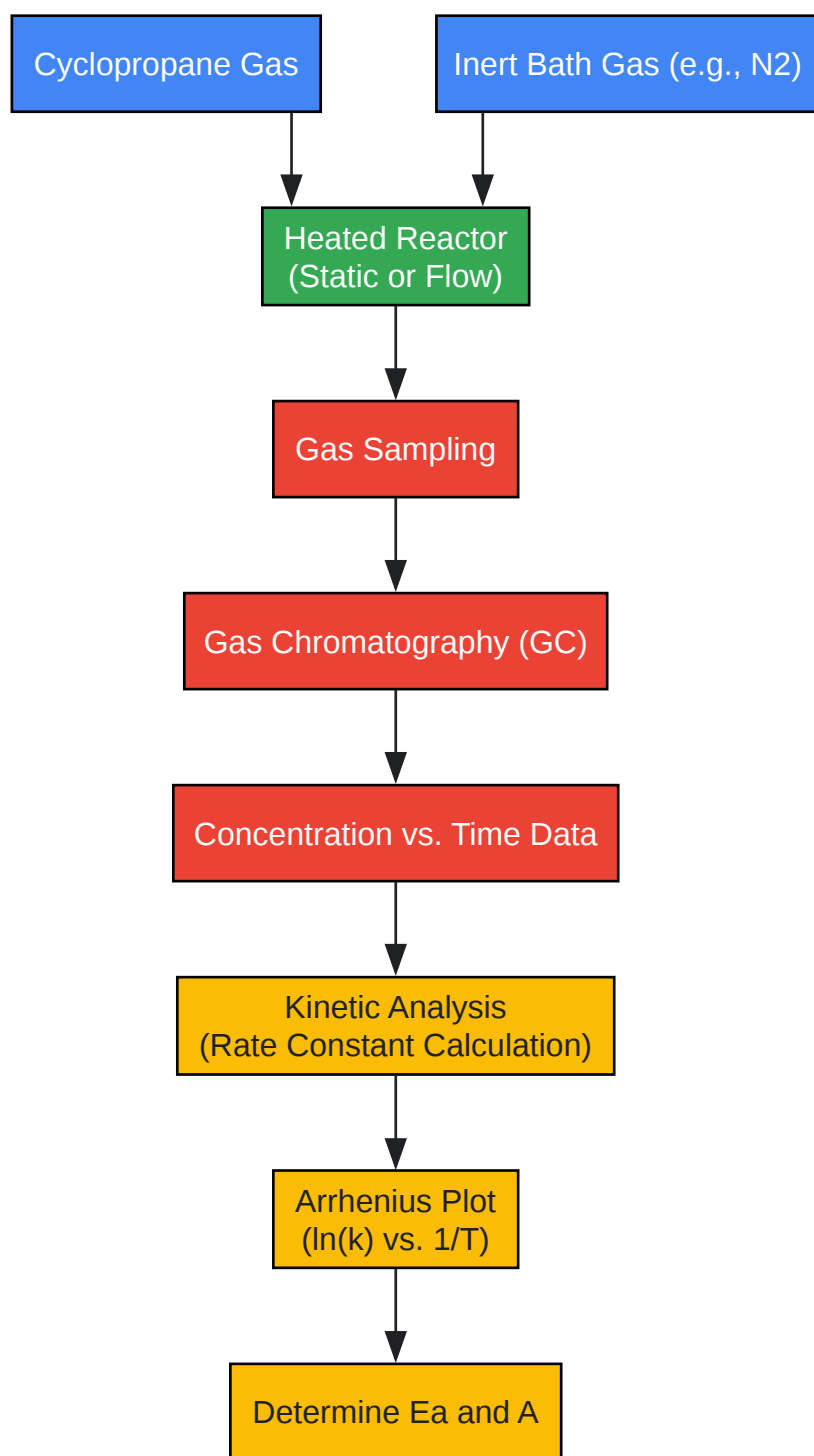 Cyclopropane Gas
Inert Bath Gas (e.g., N2)
Heated Reactor
(Static or Flow)
Gas Sampling
Gas Chromatography (GC)
Concentration vs. Time Data
Kinetic Analysis
(Rate Constant Calculation)
Arrhenius Plot
(ln(k) vs. 1/T)
Determine Ea and A